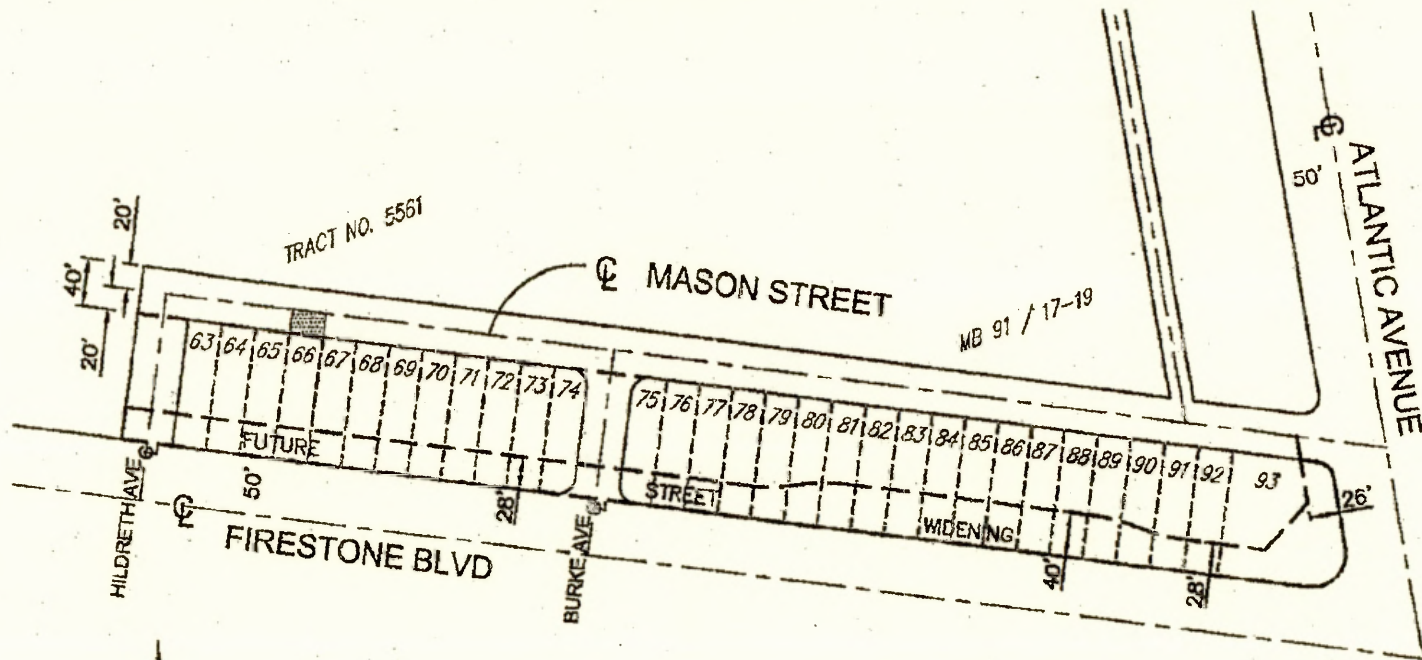 20'
40'
20'
TRACT NO. 5561
℄ MASON STREET
MB 91 / 17-19
℄ ATLANTIC AVENUE
50'
63 64 65 66 67 68 69 70 71 72 73 74
75 76 77 78 79 80 81 82 83 84 85 86 87 88 89 90 91 92 93
FUTURE STREET WIDENING
50'
28'
40'
28'
26'
HILDRETH AVE ℄
℄ FIRESTONE BLVD
BURKE AVE ℄